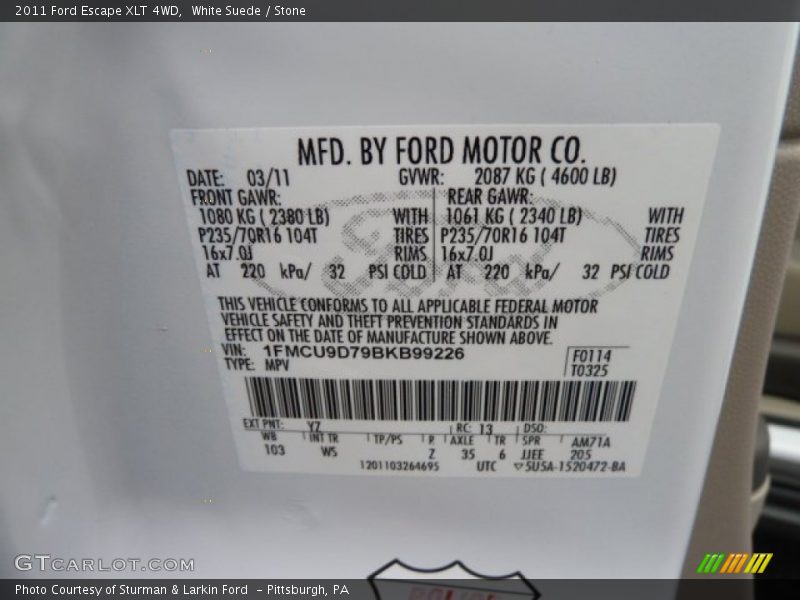 2011 Ford Escape XLT 4WD,  White Suede / Stone
MFD. BY FORD MOTOR CO.
DATE: 03/11 GVWR: 2087 KG ( 4600 LB)
FRONT GAWR: REAR GAWR:
1080 KG ( 2380 LB) WITH 1061 KG ( 2340 LB) WITH
P235/70R16 104T TIRES P235/70R16 104T TIRES
16x7.0J RIMS 16x7.0J RIMS
AT 220 kPa/ 32 PSI COLD AT 220 kPa/ 32 PSI COLD
THIS VEHICLE CONFORMS TO ALL APPLICABLE FEDERAL MOTOR
VEHICLE SAFETY AND THEFT PREVENTION STANDARDS IN
EFFECT ON THE DATE OF MANUFACTURE SHOWN ABOVE.
VIN: 1FMCU9D79BKB99226 F0114
TYPE: MPV T0325
EXT PNT: YZ RC: 13 DSO:
WB INT TR TP/PS R AXLE TR SPR AM71A
103 WS Z 35 6 JJEE 205
1201103264695 UTC ▽5U5A-1520472-BA
GTCARLOT.COM
Photo Courtesy of Sturman & Larkin Ford  - Pittsburgh, PA